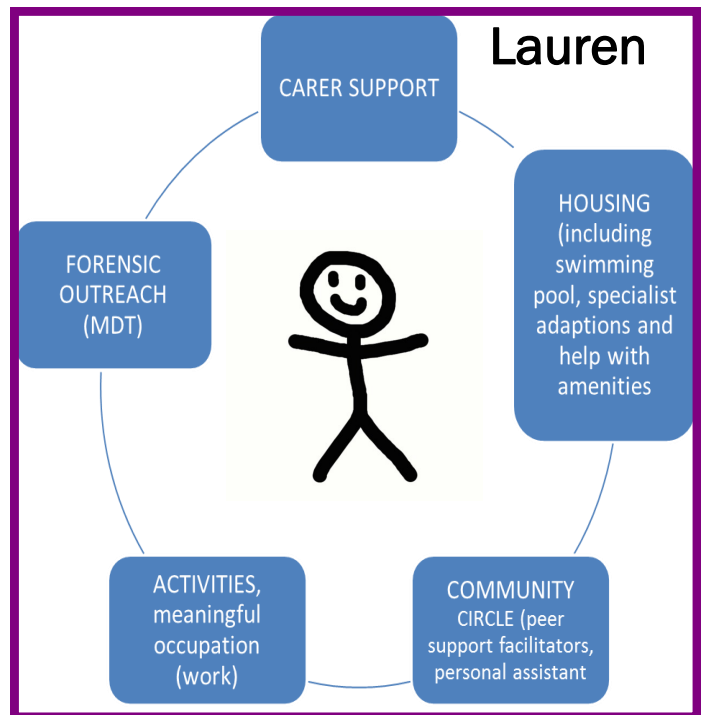 Lauren
CARER SUPPORT
HOUSING
(including
swimming
pool, specialist
adaptions and
help with
amenities
COMMUNITY
CIRCLE (peer
support facilitators,
personal assistant
ACTIVITIES,
meaningful
occupation
(work)
FORENSIC
OUTREACH
(MDT)